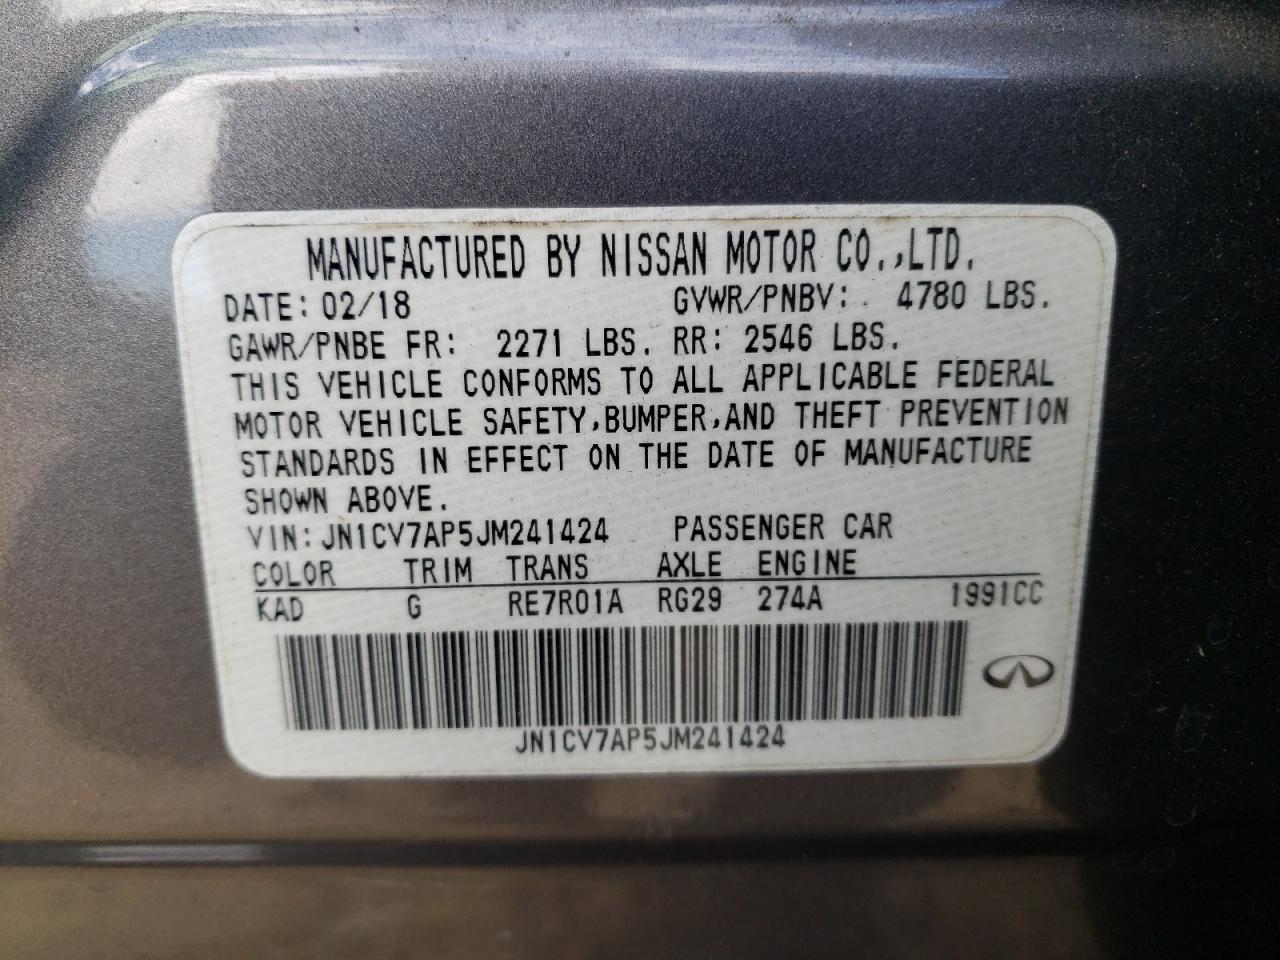 MANUFACTURED BY NISSAN MOTOR CO.,LTD.
DATE: 02/18 GVWR/PNBV: 4780 LBS.
GAWR/PNBE FR: 2271 LBS. RR: 2546 LBS.
THIS VEHICLE CONFORMS TO ALL APPLICABLE FEDERAL
MOTOR VEHICLE SAFETY,BUMPER,AND THEFT PREVENTION
STANDARDS IN EFFECT ON THE DATE OF MANUFACTURE
SHOWN ABOVE.
VIN: JN1CV7AP5JM241424 PASSENGER CAR
COLOR TRIM TRANS AXLE ENGINE
KAD G RE7R01A RG29 274A 1991CC
JN1CV7AP5JM241424